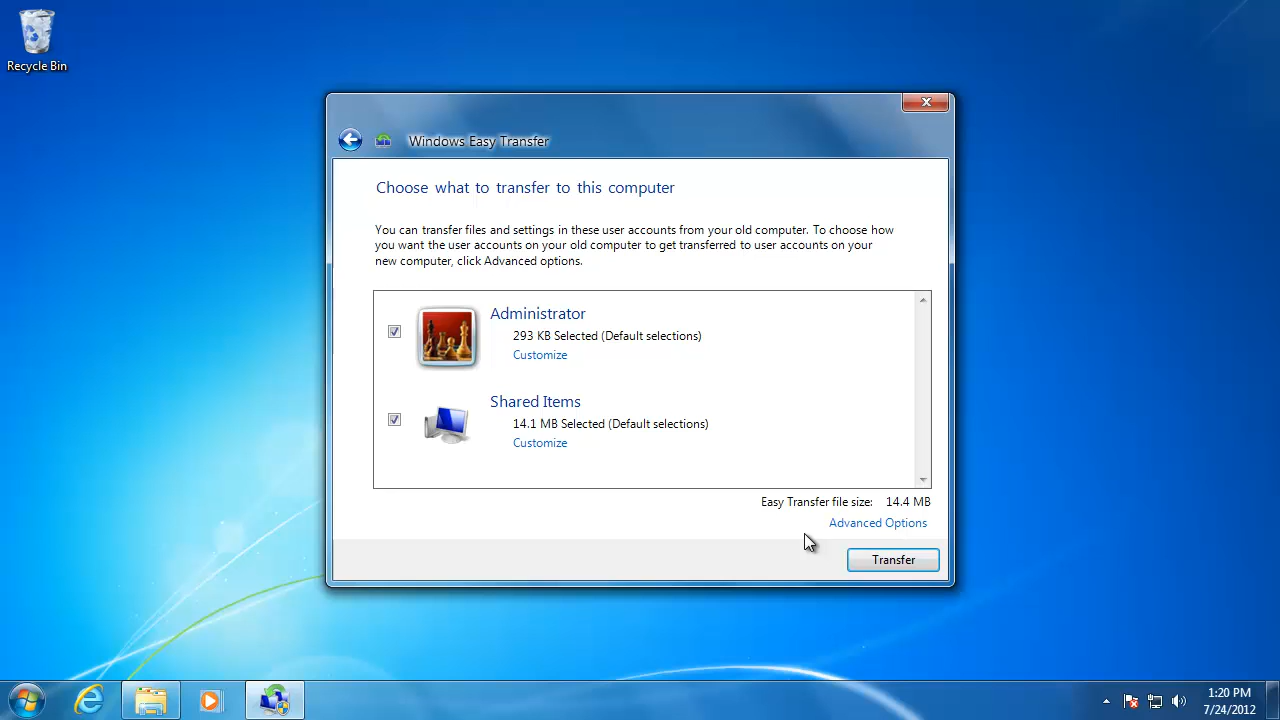 Recycle Bin
Windows Easy Transfer
Choose what to transfer to this computer
You can transfer files and settings in these user accounts from your old computer. To choose how
you want the user accounts on your old computer to get transferred to user accounts on your
new computer, click Advanced options.
Administrator
293 KB Selected (Default selections)
Customize
Shared Items
14.1 MB Selected (Default selections)
Customize
Easy Transfer file size: 14.4 MB
Advanced Options
Transfer
1:20 PM
7/24/2012